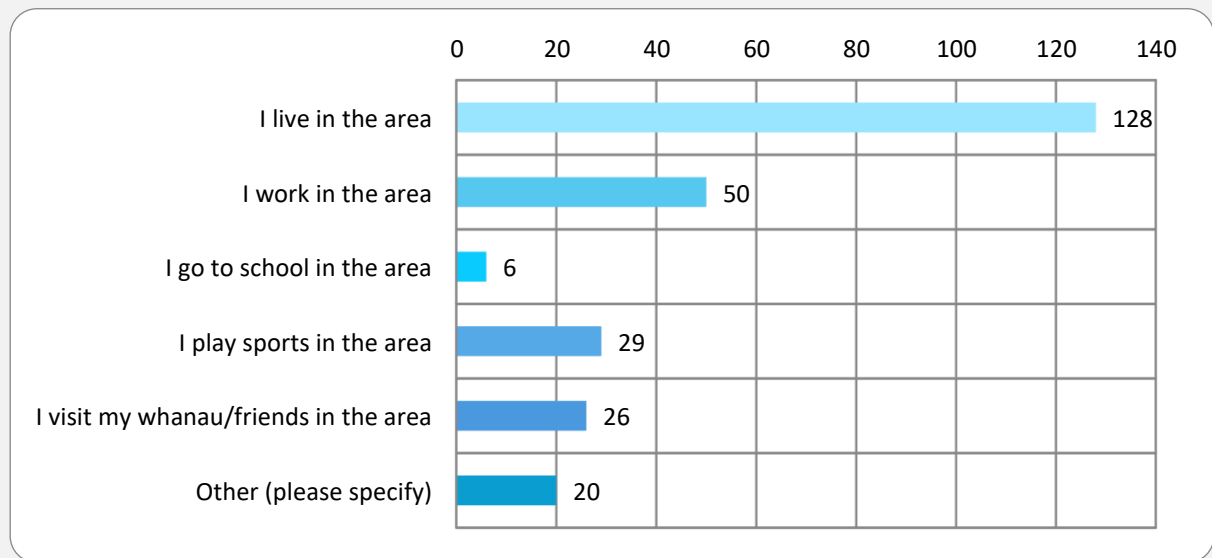 0 20 40 60 80 100 120 140
I live in the area 128
I work in the area 50
I go to school in the area 6
I play sports in the area 29
I visit my whanau/friends in the area 26
Other (please specify) 20